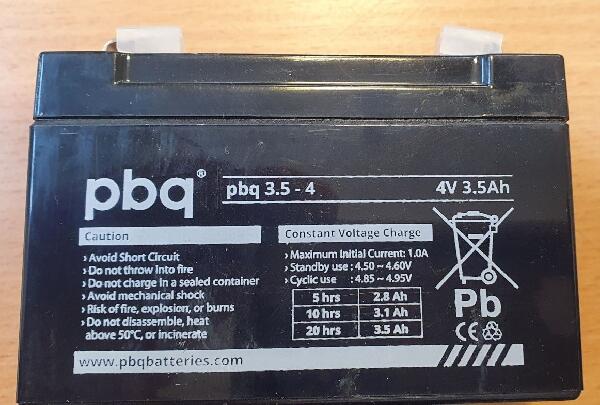 pbq®
pbq 3.5 - 4 4V 3.5Ah
Caution
› Avoid Short Circuit
› Do not throw into fire
› Do not charge in a sealed container
› Avoid mechanical shock
› Risk of fire, explosion, or burns
› Do not disassemble, heat
above 50°C, or incinerate
Constant Voltage Charge
› Maximum Initial Current: 1.0A
› Standby use : 4.50 ~ 4.60V
› Cyclic use : 4.85 ~ 4.95V
5 hrs 2.8 Ah
10 hrs 3.1 Ah
20 hrs 3.5 Ah
Pb
CE
www.pbqbatteries.com